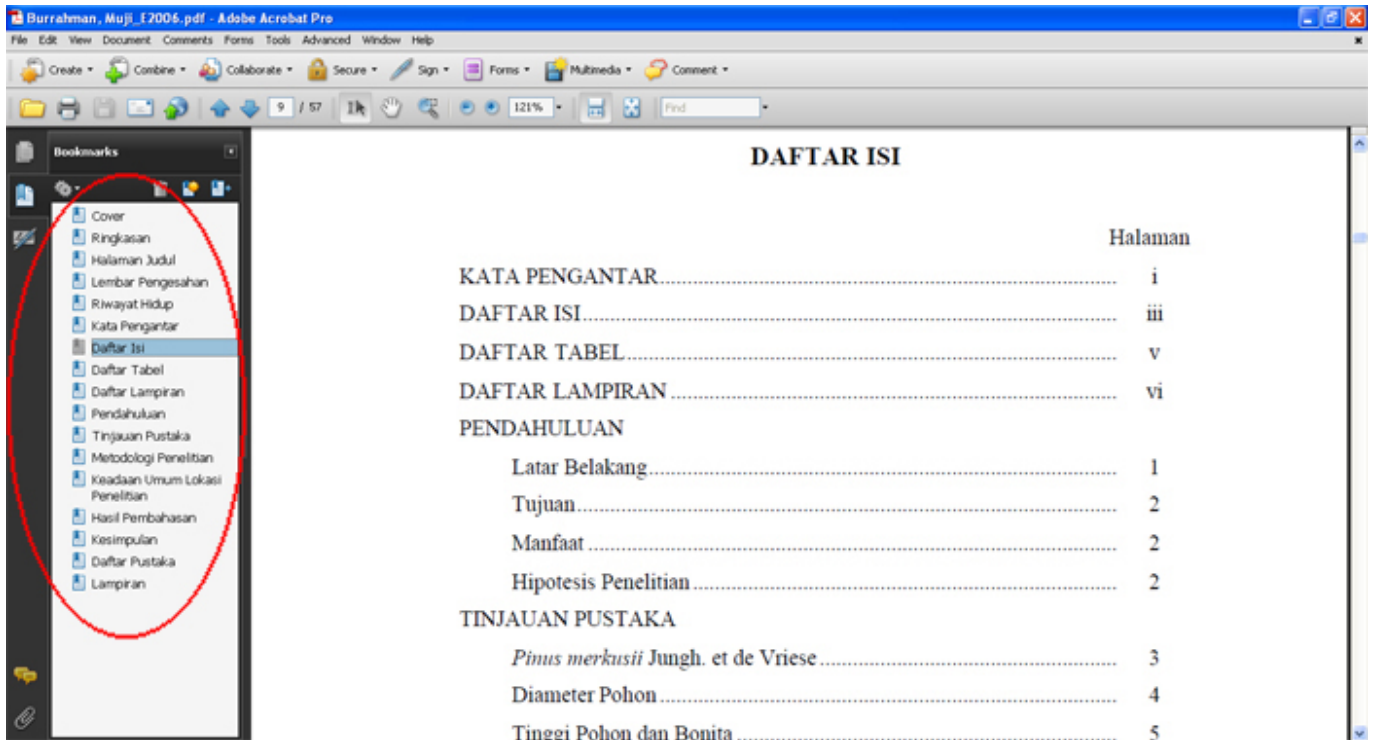 Burrahman, Muji_E2006.pdf - Adobe Acrobat Pro
File Edit View Document Comments Forms Tools Advanced Window Help
Create Combine Collaborate Secure Sign Forms Multimedia Comment
9 / 57 121% Find
Bookmarks
Cover
Ringkasan
Halaman Judul
Lembar Pengesahan
Riwayat Hidup
Kata Pengantar
Daftar Isi
Daftar Tabel
Daftar Lampiran
Pendahuluan
Tinjauan Pustaka
Metodologi Penelitian
Keadaan Umum Lokasi
Penelitian
Hasil Pembahasan
Kesimpulan
Daftar Pustaka
Lampiran
DAFTAR ISI
Halaman
KATA PENGANTAR.......... i
DAFTAR ISI.......... iii
DAFTAR TABEL.......... v
DAFTAR LAMPIRAN.......... vi
PENDAHULUAN
Latar Belakang.......... 1
Tujuan.......... 2
Manfaat.......... 2
Hipotesis Penelitian.......... 2
TINJAUAN PUSTAKA
Pinus merkusii Jungh. et de Vriese.......... 3
Diameter Pohon.......... 4
Tinggi Pohon dan Bonita.......... 5